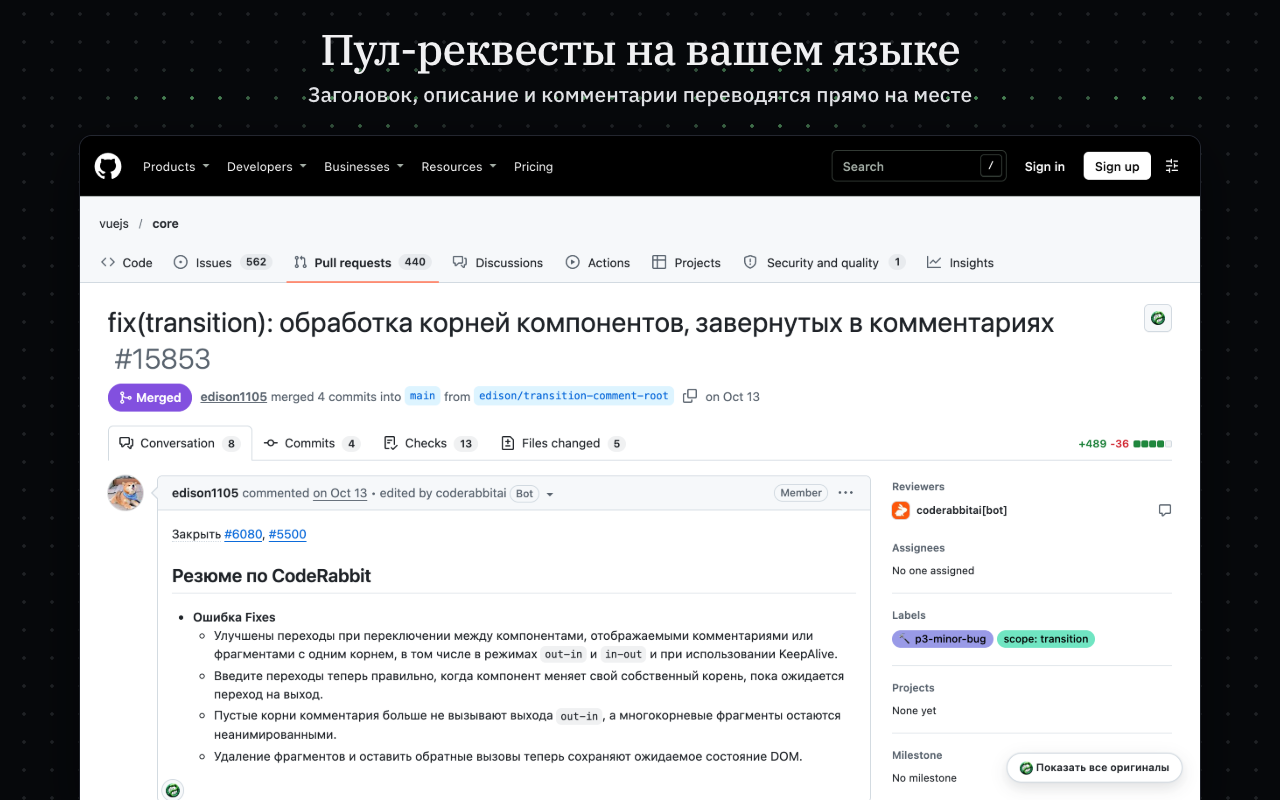 Пул-реквесты на вашем языке
Заголовок, описание и комментарии переводятся прямо на месте
Products Developers Businesses Resources Pricing Search / Sign in Sign up
vuejs / core
Code Issues 562 Pull requests 440 Discussions Actions Projects Security and quality 1 Insights
fix(transition): обработка корней компонентов, завернутых в комментариях
#15853
Merged edison1105 merged 4 commits into main from edison/transition-comment-root on Oct 13
Conversation 8 Commits 4 Checks 13 Files changed 5 +489 -36
edison1105 commented on Oct 13 • edited by coderabbitai Bot Member
Закрыть #6080, #5500
Резюме по CodeRabbit
Ошибка Fixes
Улучшены переходы при переключении между компонентами, отображаемыми комментариями или
фрагментами с одним корнем, в том числе в режимах out-in и in-out и при использовании KeepAlive.
Введите переходы теперь правильно, когда компонент меняет свой собственный корень, пока ожидается
переход на выход.
Пустые корни комментария больше не вызывают выхода out-in, а многокорневые фрагменты остаются
неанимированными.
Удаление фрагментов и оставить обратные вызовы теперь сохраняют ожидаемое состояние DOM.
Reviewers
coderabbitai[bot]
Assignees
No one assigned
Labels
p3-minor-bug scope: transition
Projects
None yet
Milestone
No milestone
Показать все оригиналы